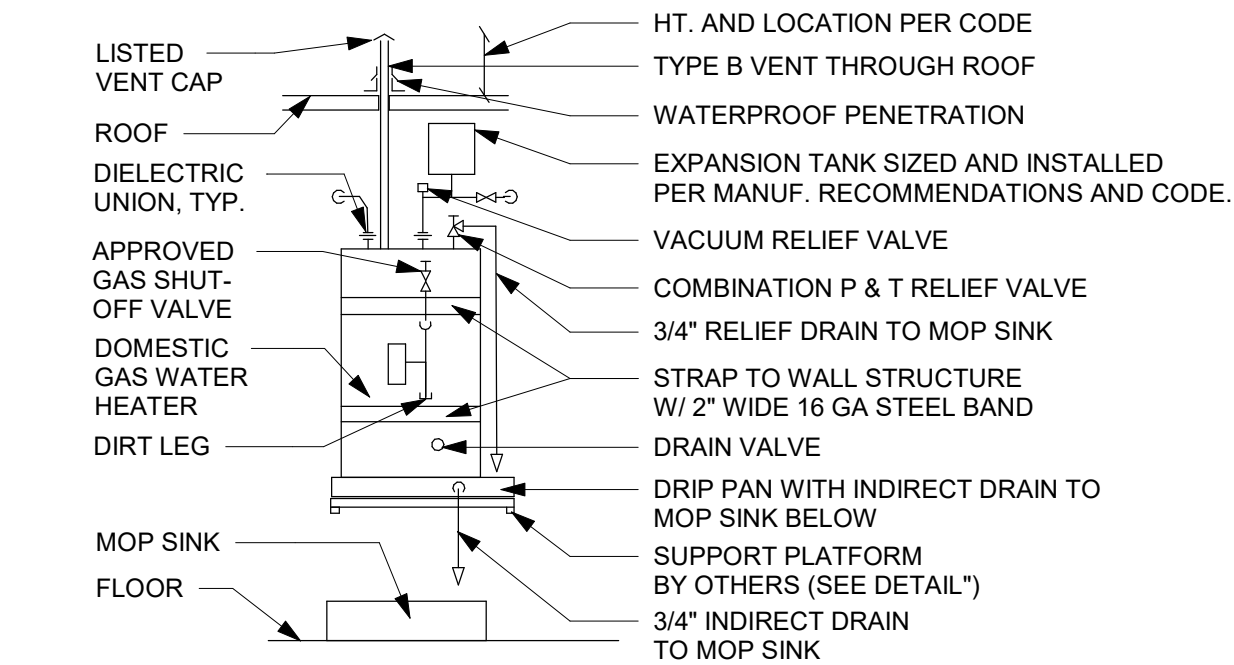 LISTED
VENT CAP
ROOF
DIELECTRIC
UNION, TYP.
APPROVED
GAS SHUT-
OFF VALVE
DOMESTIC
GAS WATER
HEATER
DIRT LEG
MOP SINK
FLOOR
HT. AND LOCATION PER CODE
TYPE B VENT THROUGH ROOF
WATERPROOF PENETRATION
EXPANSION TANK SIZED AND INSTALLED
PER MANUF. RECOMMENDATIONS AND CODE.
VACUUM RELIEF VALVE
COMBINATION P & T RELIEF VALVE
3/4" RELIEF DRAIN TO MOP SINK
STRAP TO WALL STRUCTURE
W/ 2" WIDE 16 GA STEEL BAND
DRAIN VALVE
DRIP PAN WITH INDIRECT DRAIN TO
MOP SINK BELOW
SUPPORT PLATFORM
BY OTHERS (SEE DETAIL")
3/4" INDIRECT DRAIN
TO MOP SINK